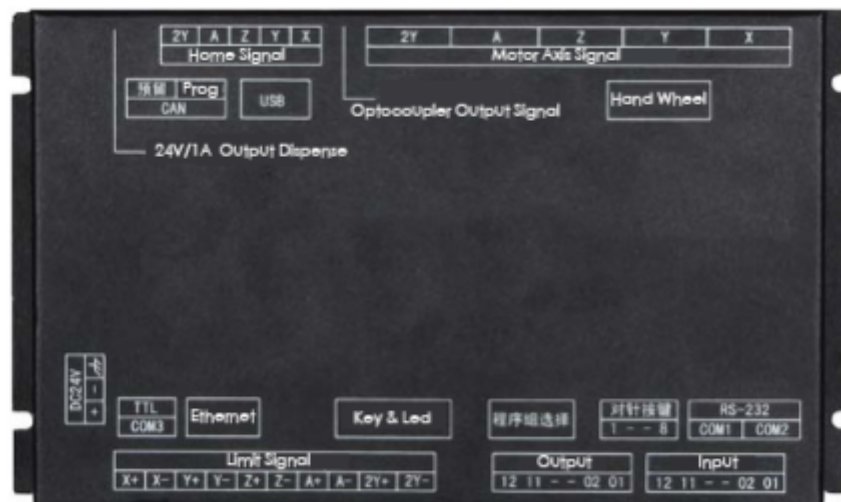 2Y A Z Y X
Home Signal
2Y A Z Y X
Motor Axis Signal
預留 Prog
CAN
USB
Optocoupler Output Signal
Hand Wheel
24V/1A Output Dispense
DC24V
+ -
TTL
COM3
Ethernet
Key & Led
程序组选择
对针按键
1 - - 8
RS-232
COM1 COM2
Limit Signal
X+ X- Y+ Y- Z+ Z- A+ A- 2Y+ 2Y-
Output
12 11 - - 02 01
Input
12 11 - - 02 01